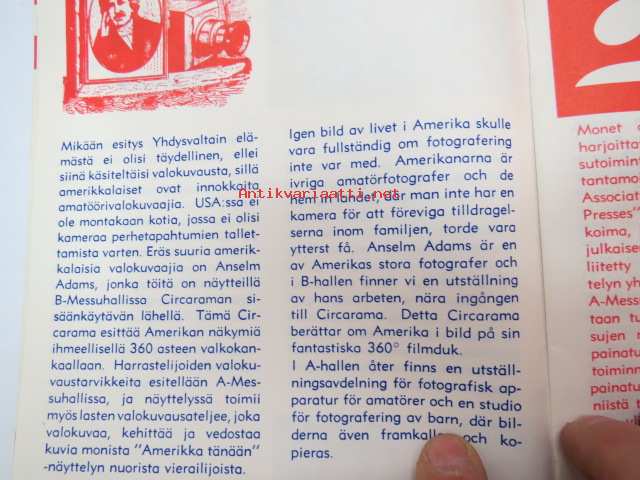 Mikään esitys Yhdysvaltain elä-
mästä ei olisi täydellinen, ellei
siinä käsiteltäisi valokuvausta, sillä
amerikkalaiset ovat innokkaita
amatöörivalokuvaajia. USA:ssa ei
ole montakaan kotia, jossa ei olisi
kameraa perhetapahtumien tallet-
tamista varten. Eräs suuria amerik-
kalaisia valokuvaajia on Anselm
Adams, jonka töitä on näytteillä
B-Messuhallissa Circaraman si-
säänkäytävän lähellä. Tämä Cir-
carama esittää Amerikan näkymiä
ihmeellisellä 360 asteen valkokan-
kaallaan. Harrastelijoiden valoku-
vaustarvikkeita esitellään A-Mes-
suhallissa, ja näyttelyssä toimii
myös lasten valokuvausateljee, joka
valokuvaa, kehittää ja vedostaa
kuvia monista "Amerikka tänään"
-näyttelyn nuorista vierailijoista.
Igen bild av livet i Amerika skulle
vara fullständig om fotografering
inte var med. Amerikanarna är
ivriga amatörfotografer och de
hem i landet, där man inte har en
kamera för att föreviga tilldragel-
serna inom familjen, torde vara
ytterst få. Anselm Adams är en
av Amerikas stora fotografer och
i B-hallen finner vi en utställning
av hans arbeten, nära ingången
till Circarama. Detta Circarama
berättar om Amerika i bild på sin
fantastiska 360° filmduk.
I A-hallen åter finns en utställ-
ningsavdelning för fotografisk ap-
paratur för amatörer och en studio
för fotografering av barn, där bil-
derna även framkallas och ko-
pieras.
Monet
harjoitta
sutoimint
tantamol
Associat
Presses"
koima,
julkaise
liitetty
telyn yh
A-Messu
taan tu
sujen
painatu
toiminn
painatu
niistä t
Antikvariaatti.net